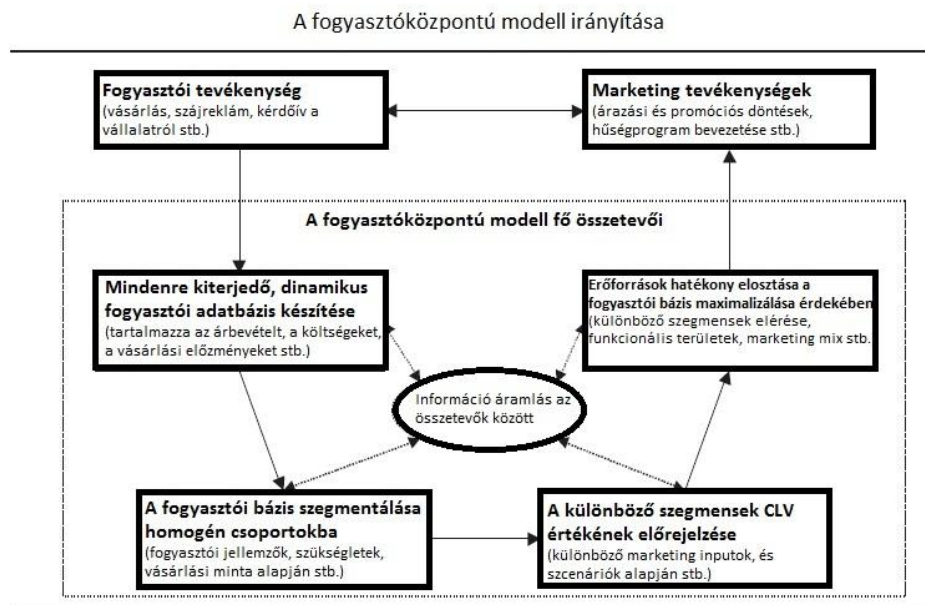 A fogyasztóközpontú modell irányítása
Fogyasztói tevékenység
(vásárlás, szájreklám, kérdőív a
vállalatról stb.)
Marketing tevékenységek
(árazási és promóciós döntések,
hűségprogram bevezetése stb.)
A fogyasztóközpontú modell fő összetevői
Mindenre kiterjedő, dinamikus
fogyasztói adatbázis készítése
(tartalmazza az árbevételt, a költségeket,
a vásárlási előzményeket stb.)
Erőforrások hatékony elosztása a
fogyasztói bázis maximalizálása érdekében
(különböző szegmensek elérése,
funkcionális területek, marketing mix stb.
Információ áramlás az
összetevők között
A fogyasztói bázis szegmentálása
homogén csoportokba
(fogyasztói jellemzők, szükségletek,
vásárlási minta alapján stb.)
A különböző szegmensek CLV
értékének előrejelzése
(különböző marketing inputok, és
szcenáriók alapján stb.)